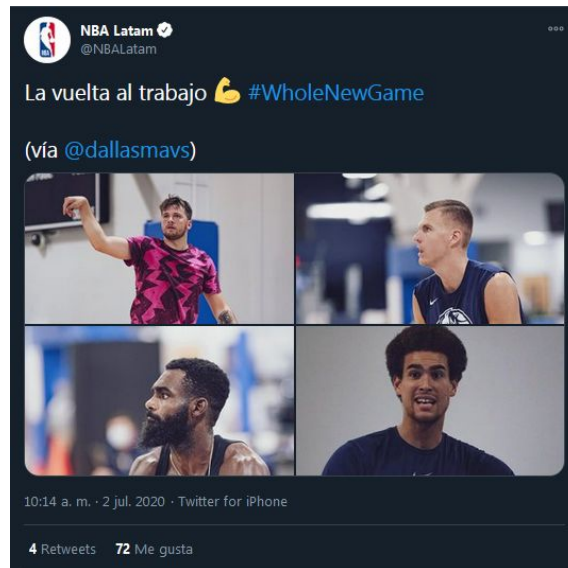 NBA Latam
@NBALatam
La vuelta al trabajo 💪 #WholeNewGame
(vía @dallasmavs)
10:14 a. m. · 2 jul. 2020 · Twitter for iPhone
4 Retweets 72 Me gusta